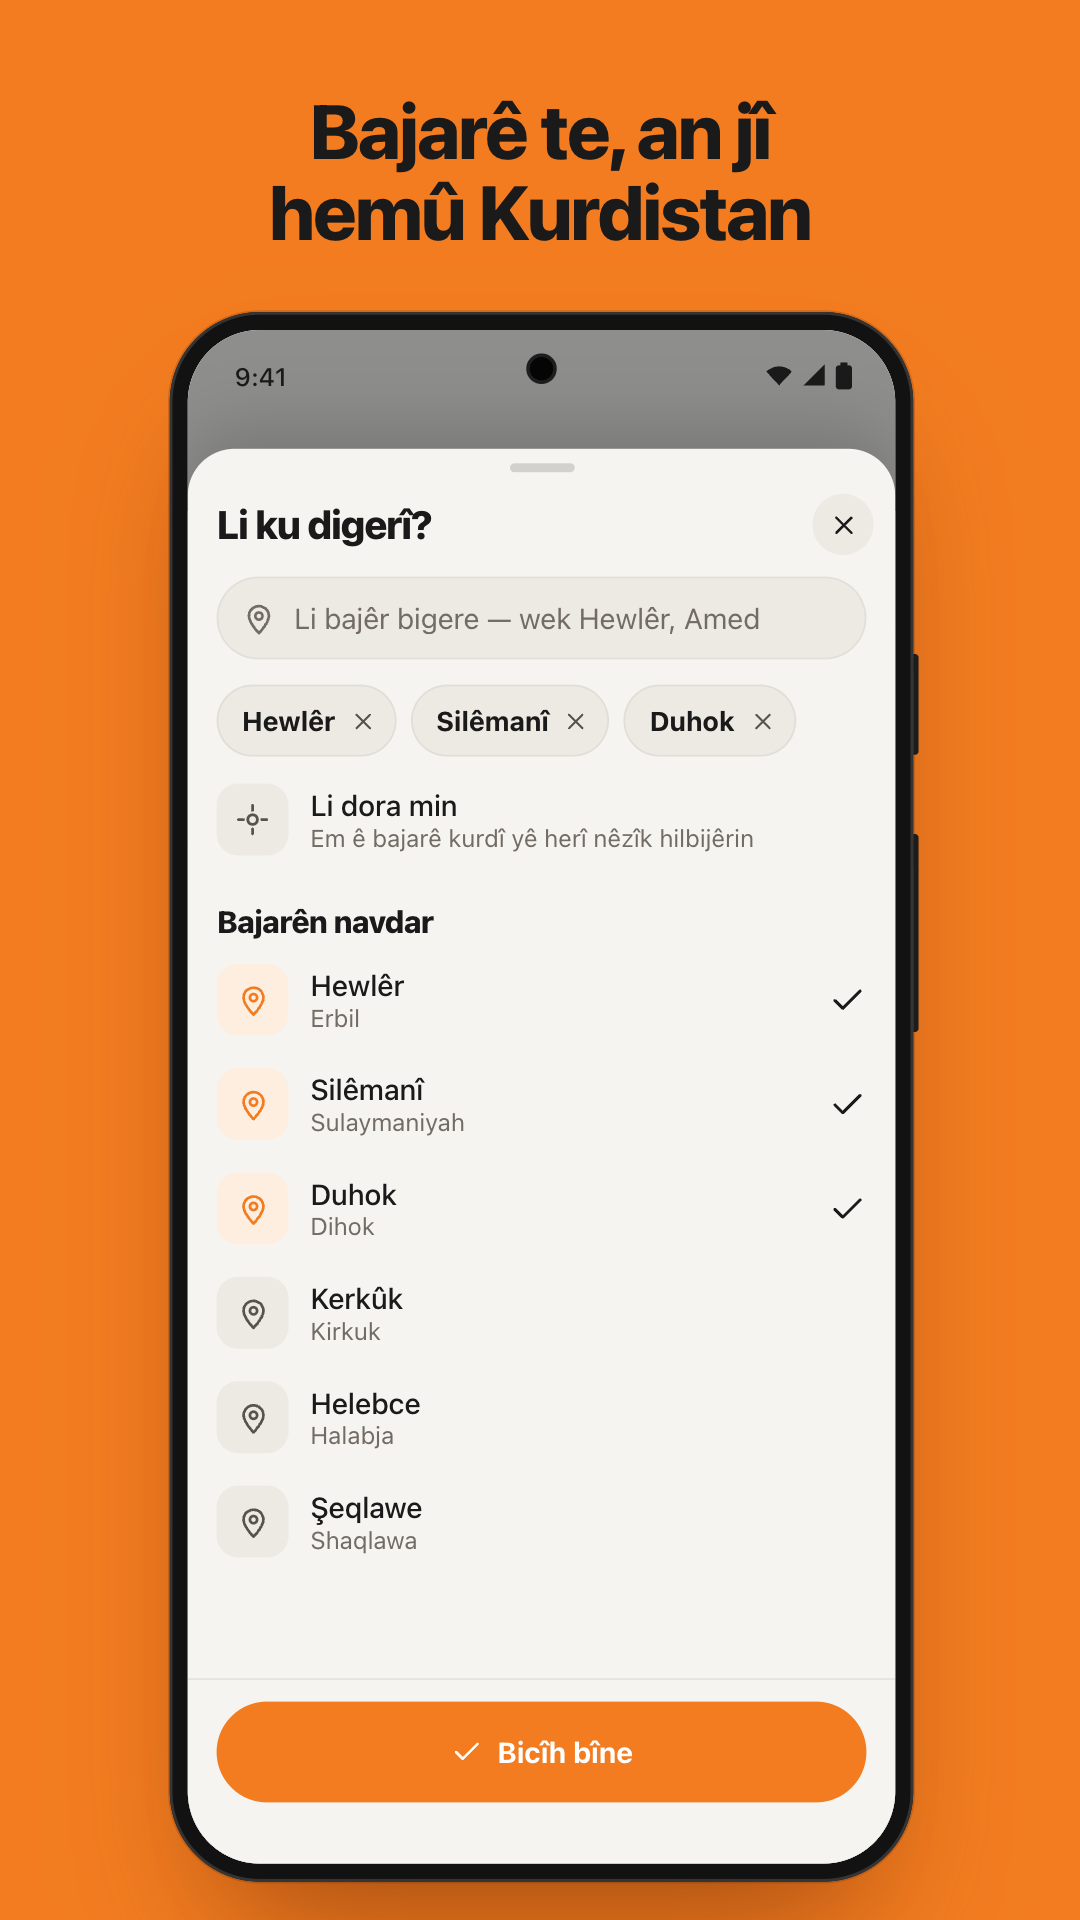 Bajarê te, an jî
hemû Kurdistan
9:41
Li ku digerî?
Li bajêr bigere — wek Hewlêr, Amed
Hewlêr
Silêmanî
Duhok
Li dora min
Em ê bajarê kurdî yê herî nêzîk hilbijêrin
Bajarên navdar
Hewlêr
Erbil
Silêmanî
Sulaymaniyah
Duhok
Dihok
Kerkûk
Kirkuk
Helebce
Halabja
Şeqlawe
Shaqlawa
Bicîh bîne